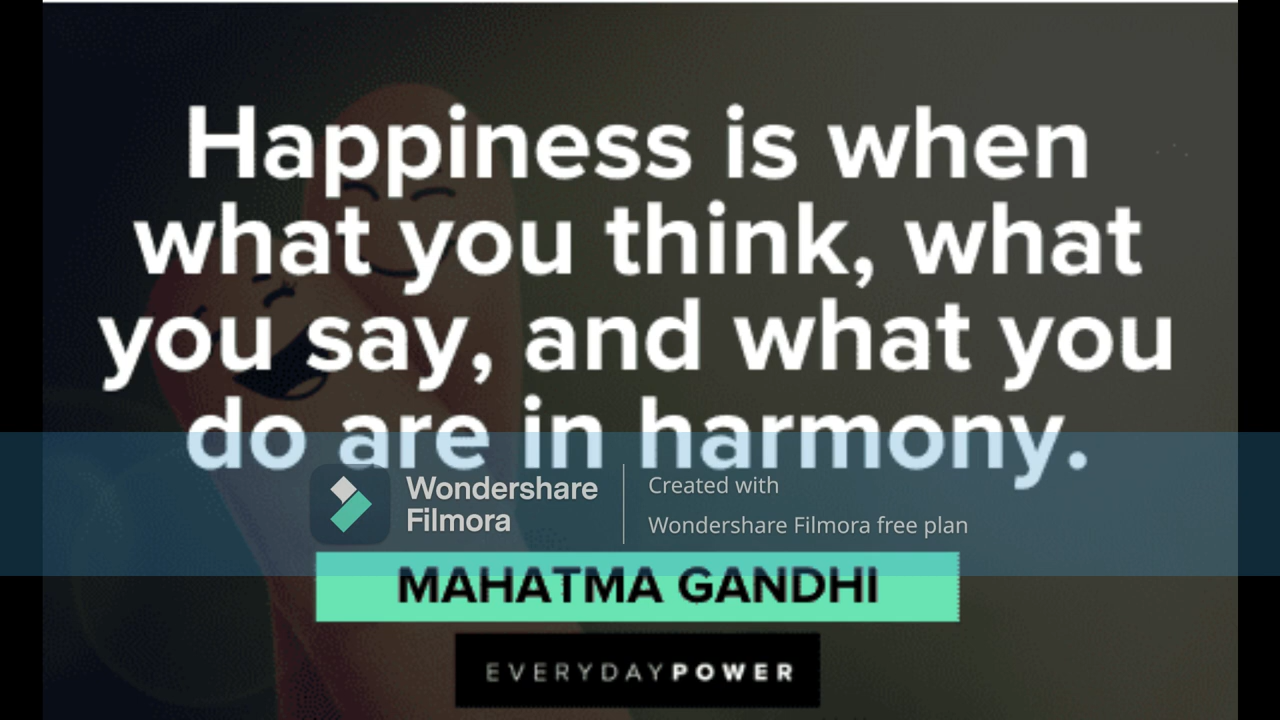 Happiness is when
what you think, what
you say, and what you
do are in harmony.
Wondershare
Filmora
Created with
Wondershare Filmora free plan
MAHATMA GANDHI
EVERYDAYPOWER